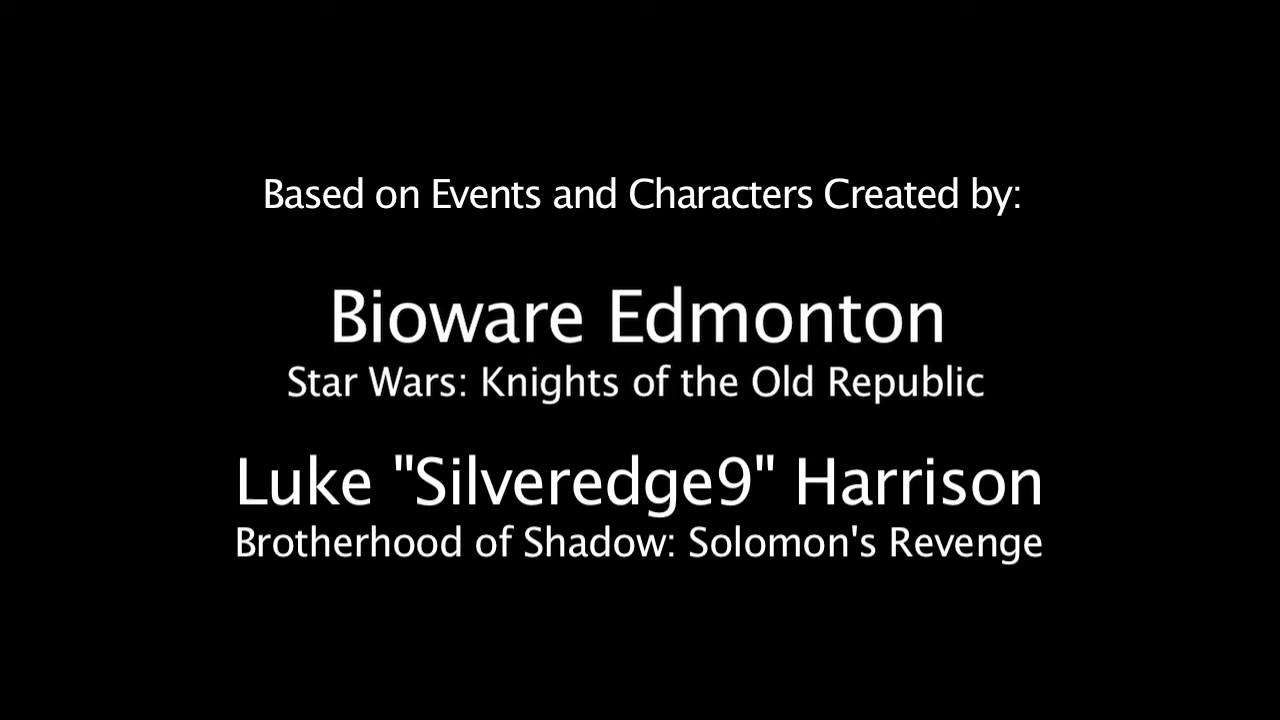 Based on Events and Characters Created by:
Bioware Edmonton
Star Wars: Knights of the Old Republic
Luke "Silveredge9" Harrison
Brotherhood of Shadow: Solomon's Revenge